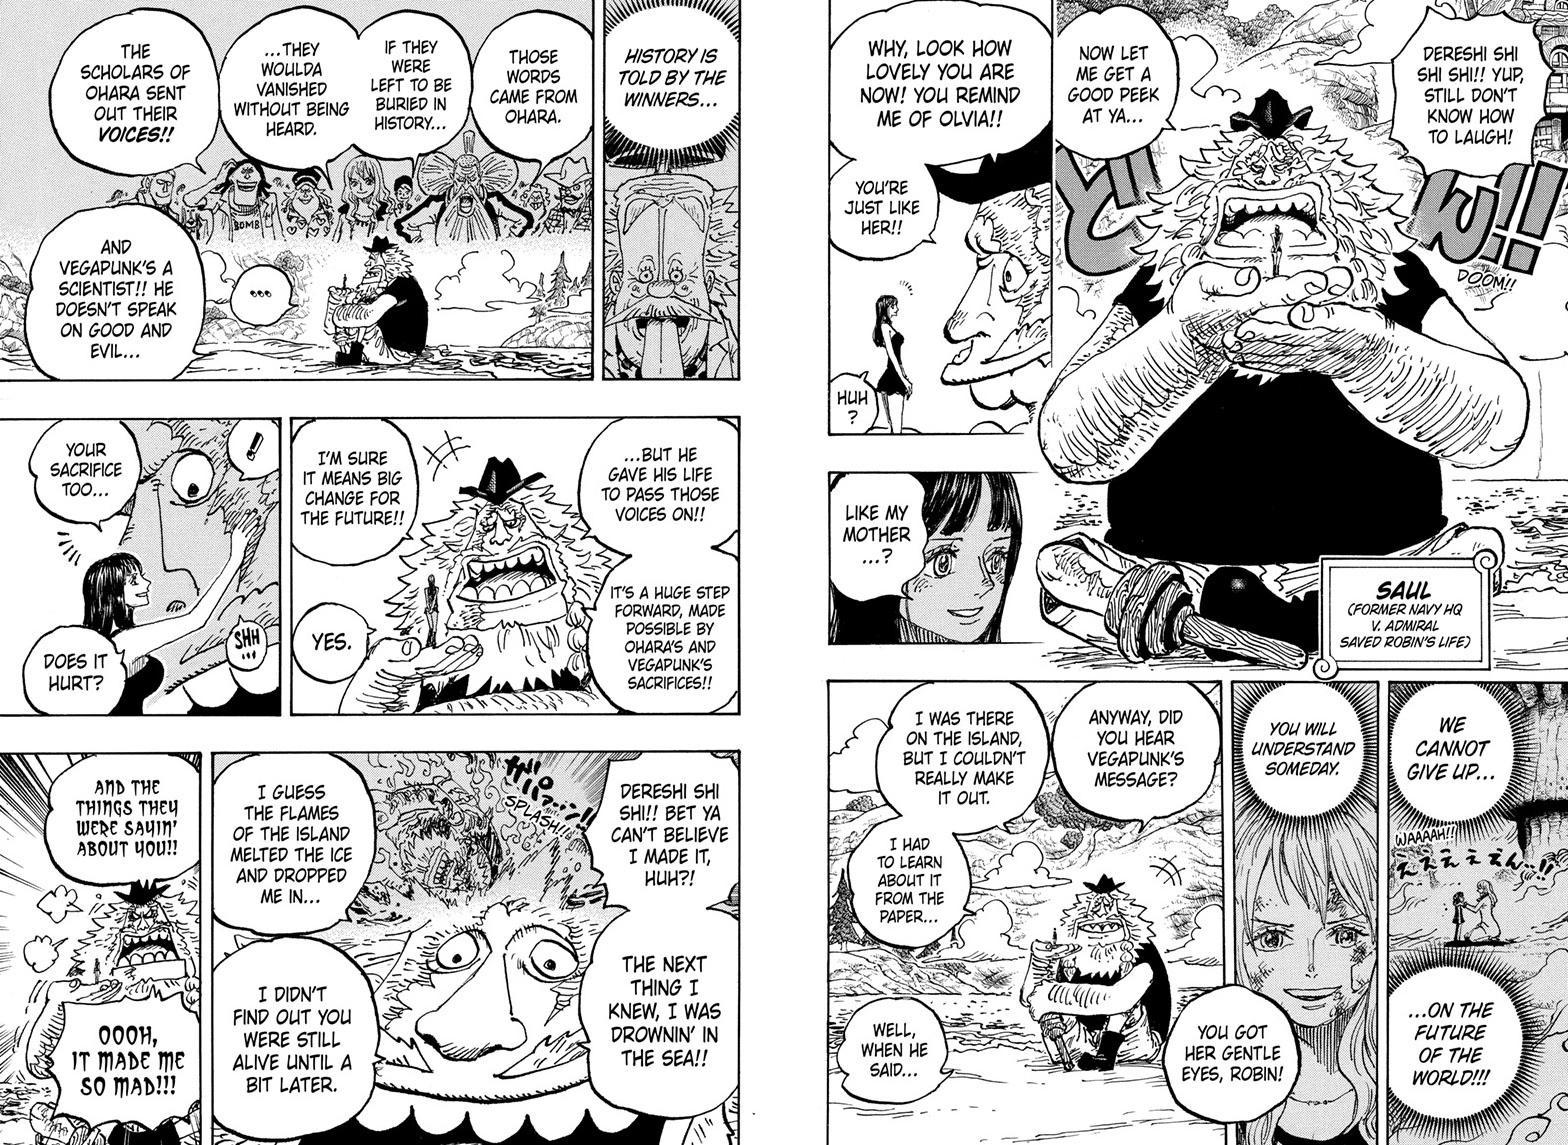 DERESHI SHI
SHI SHI!! YUP,
STILL DON'T
KNOW HOW
TO LAUGH!
NOW LET
ME GET A
GOOD PEEK
AT YA...
ど
ん!!
DOOM!!
SAUL
(FORMER NAVY HQ
V. ADMIRAL
SAVED ROBIN'S LIFE)
WHY, LOOK HOW
LOVELY YOU ARE
NOW! YOU REMIND
ME OF OLVIA!!
YOU'RE
JUST LIKE
HER!!
HUH
?
LIKE MY
MOTHER
...?
WE
CANNOT
GIVE UP...
WAAAAH!!
...ON THE
FUTURE
OF THE
WORLD!!!
YOU WILL
UNDERSTAND
SOMEDAY.
YOU GOT
HER GENTLE
EYES, ROBIN!
ANYWAY, DID
YOU HEAR
VEGAPUNK'S
MESSAGE?
I WAS THERE
ON THE ISLAND,
BUT I COULDN'T
REALLY MAKE
IT OUT.
I HAD
TO LEARN
ABOUT IT
FROM THE
PAPER...
WELL,
WHEN HE
SAID...
HISTORY IS
TOLD BY THE
WINNERS...
THOSE
WORDS
CAME FROM
OHARA.
IF THEY
WERE
LEFT TO BE
BURIED IN
HISTORY...
...THEY
WOULDA
VANISHED
WITHOUT BEING
HEARD.
THE
SCHOLARS OF
OHARA SENT
OUT THEIR
VOICES!!
BOMB
AND
VEGAPUNK'S A
SCIENTIST!! HE
DOESN'T SPEAK
ON GOOD AND
EVIL...
...
...BUT HE
GAVE HIS LIFE
TO PASS THOSE
VOICES ON!!
IT'S A HUGE STEP
FORWARD, MADE
POSSIBLE BY
OHARA'S AND
VEGAPUNK'S
SACRIFICES!!
I'M SURE
IT MEANS BIG
CHANGE FOR
THE FUTURE!!
YES.
!
YOUR
SACRIFICE
TOO...
SHH
...
DOES IT
HURT?
DERESHI SHI
SHI!! BET YA
CAN'T BELIEVE
I MADE IT,
HUH?!
SPLASH!!
THE NEXT
THING I
KNEW, I WAS
DROWNIN' IN
THE SEA!!
I GUESS
THE FLAMES
OF THE ISLAND
MELTED THE ICE
AND DROPPED
ME IN...
I DIDN'T
FIND OUT YOU
WERE STILL
ALIVE UNTIL A
BIT LATER.
AND THE
THINGS THEY
WERE SAYIN'
ABOUT YOU!!
OOOH,
IT MADE ME
SO MAD!!!